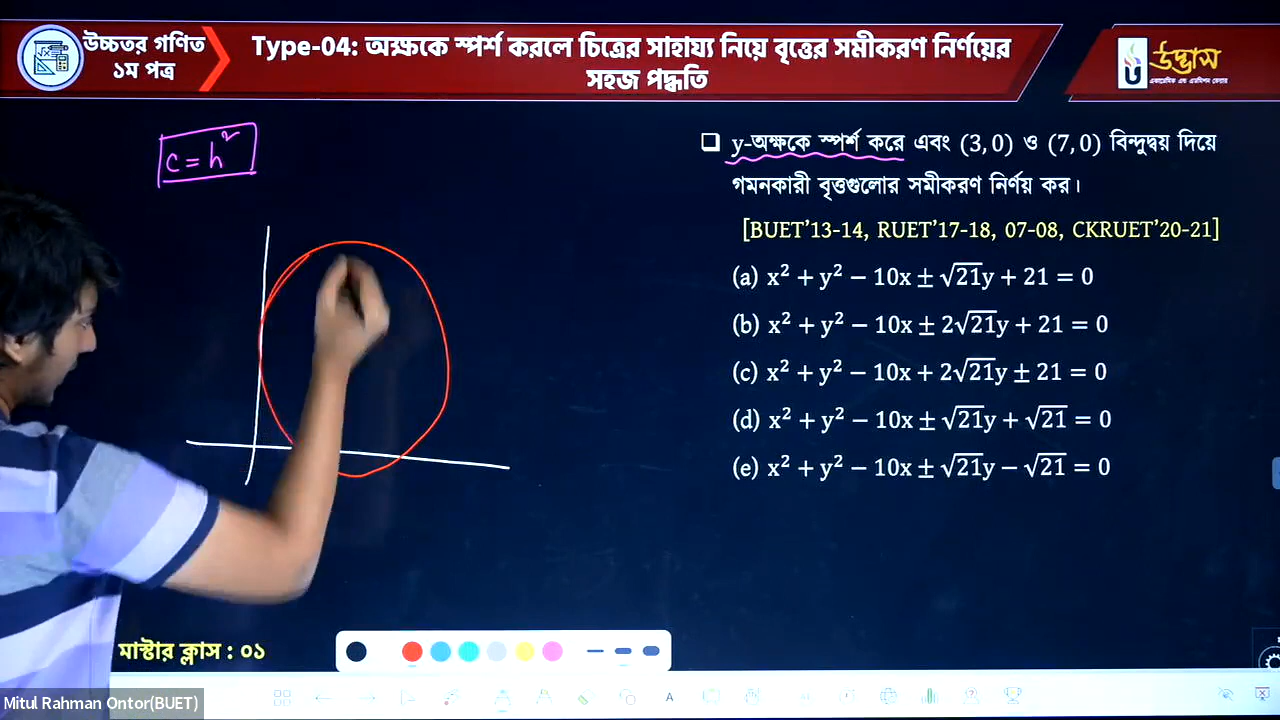 উচ্চতর গণিত
১ম পত্র
Type-04: অক্ষকে স্পর্শ করলে চিত্রের সাহায্য নিয়ে বৃত্তের সমীকরণ নির্ণয়ের
সহজ পদ্ধতি
উদ্ভাস
একাডেমিক এন্ড এডমিশন কেয়ার
c = h²
❑ y-অক্ষকে স্পর্শ করে এবং (3, 0) ও (7, 0) বিন্দুদ্বয় দিয়ে
গমনকারী বৃত্তগুলোর সমীকরণ নির্ণয় কর।
[BUET’13-14, RUET’17-18, 07-08, CKRUET’20-21]
(a) x² + y² − 10x ± √21y + 21 = 0
(b) x² + y² − 10x ± 2√21y + 21 = 0
(c) x² + y² − 10x + 2√21y ± 21 = 0
(d) x² + y² − 10x ± √21y + √21 = 0
(e) x² + y² − 10x ± √21y − √21 = 0
মাস্টার ক্লাস : ০১
Mitul Rahman Ontor(BUET)